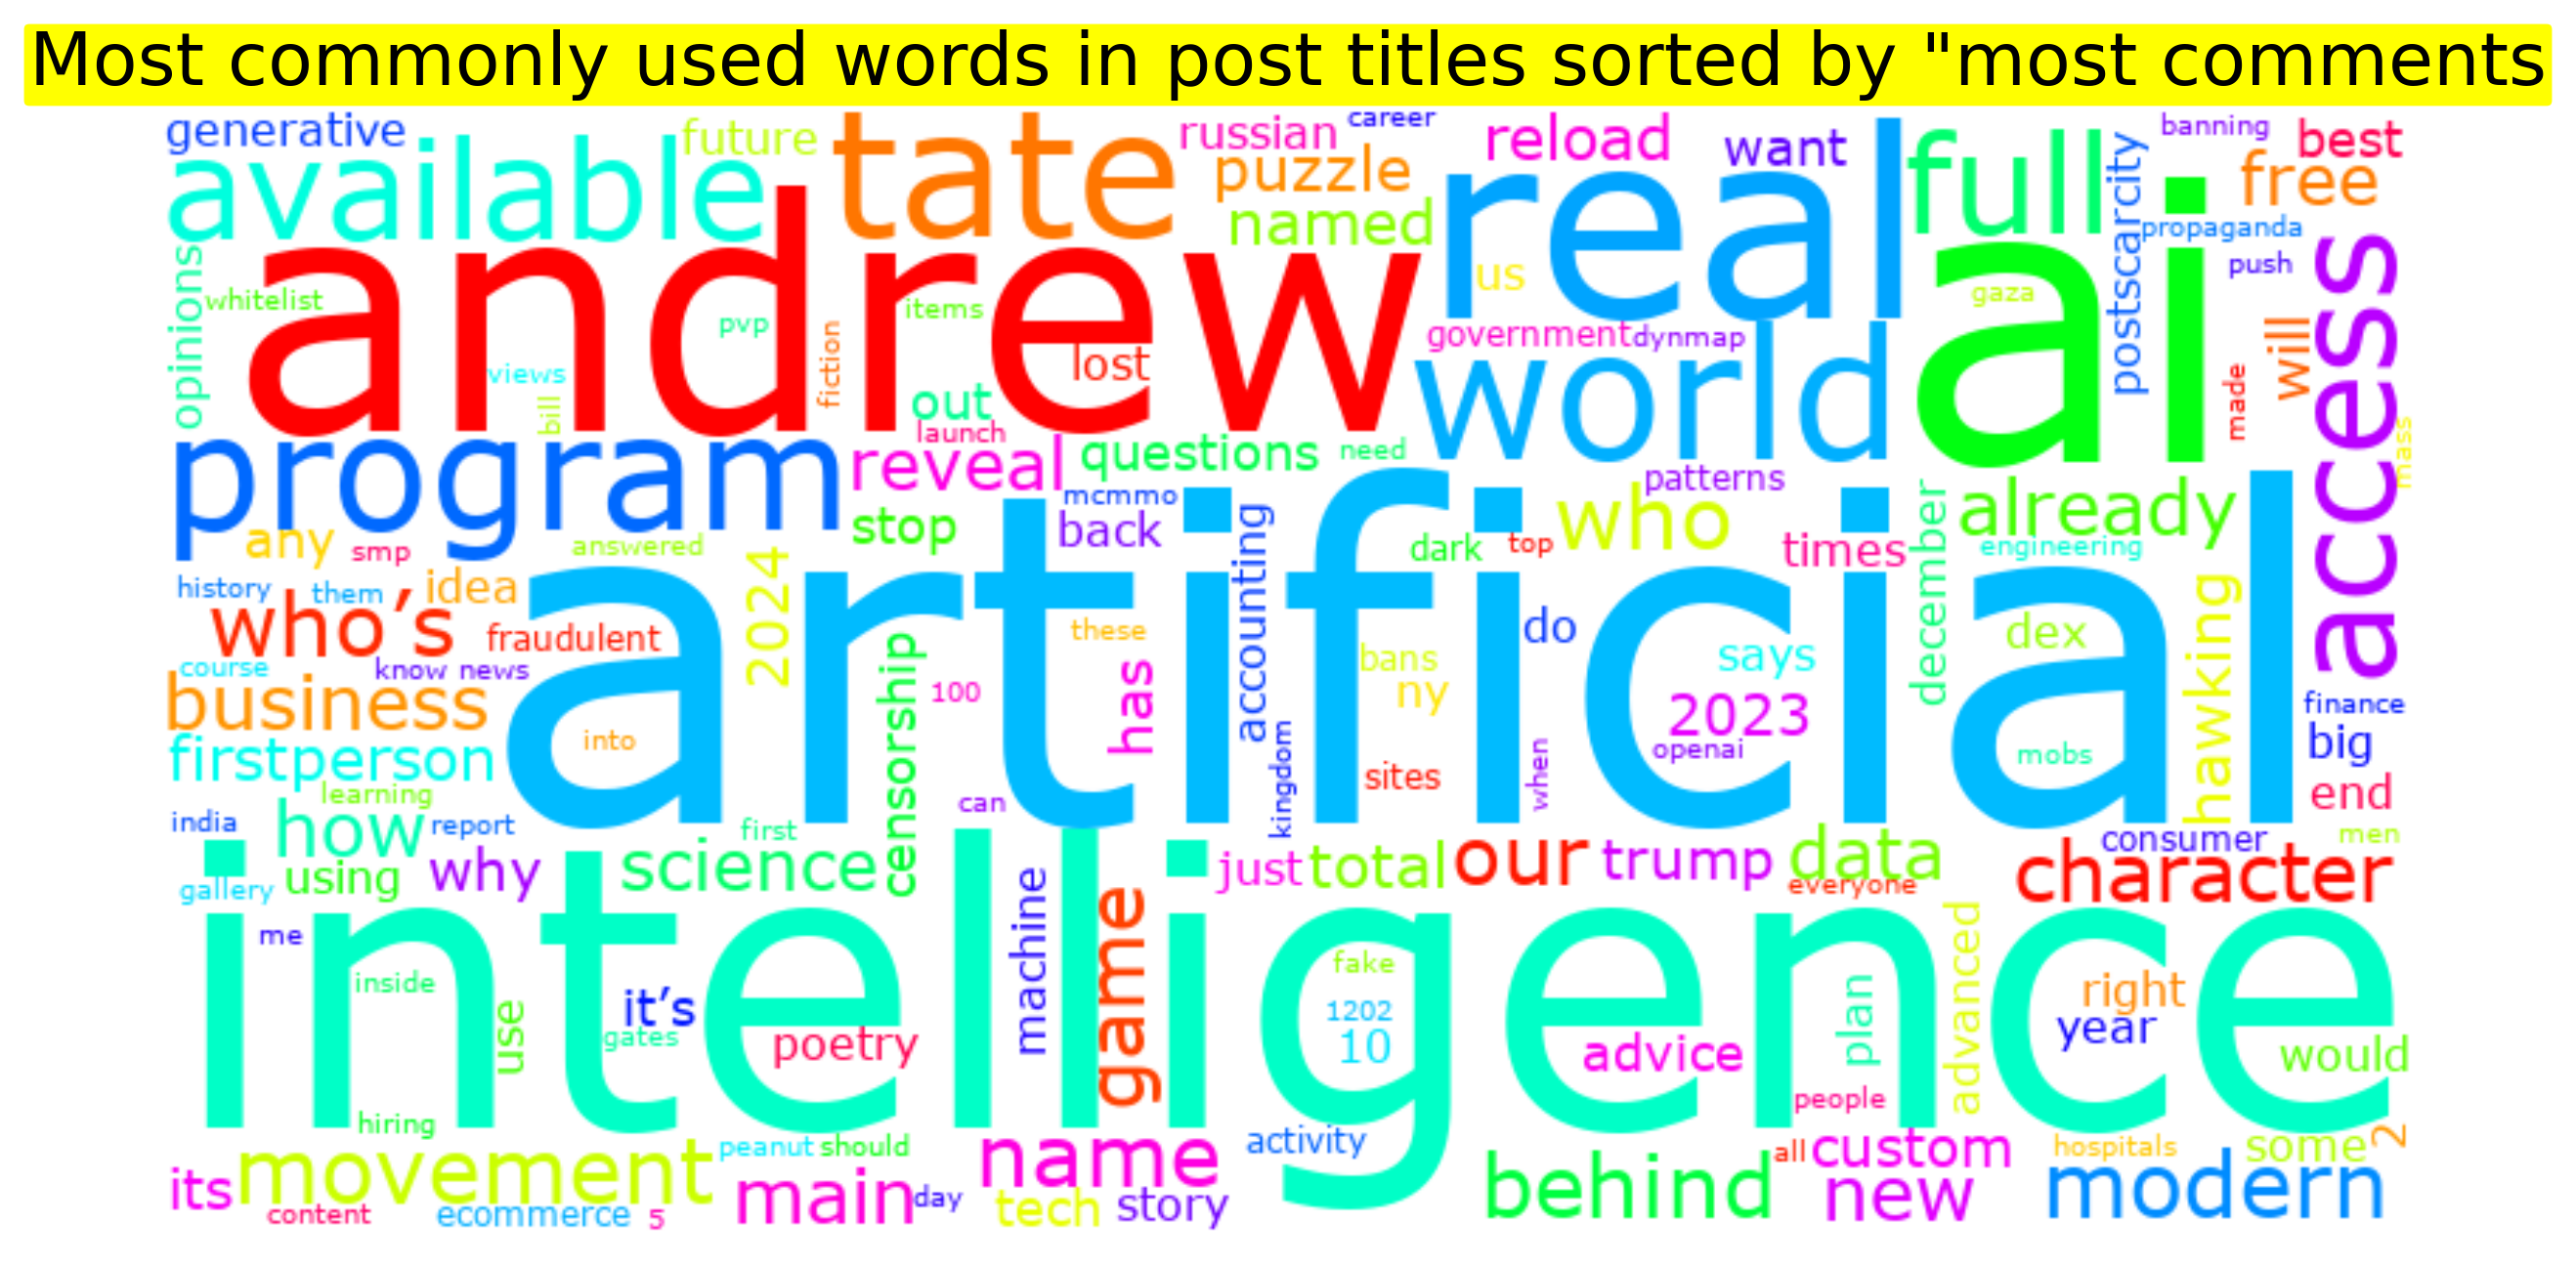 Most commonly used words in post titles sorted by "most comments
generative
available
future
tate
russian
career
puzzle
named
reload
want
real
full
postscarcity
banning
best
free
propaganda
push
opinions
whitelist
andrew
pvp
items
views
bill
fiction
lost
out
launch
us
government
dynmap
world
gaza
ai
made
will
access
mass
program
reveal
questions
need
patterns
mcmmo
stop
back
who
already
any
smp
answered
2024
accounting
dark
top
times
december
engineering
history
them
idea
who’s
fraudulent
artificial
these
do
bans
ny
says
dex
hawking
course
know
news
business
censorship
100
has
2023
openai
mobs
finance
big
firstperson
into
kingdom
sites
when
end
learning
india
how
report
first
can
consumer
men
gallery
using
why
science
just
total
our
trump
data
everyone
character
intelligence
me
machine
game
fake
advanced
inside
use
it’s
gates
poetry
1202
10
advice
plan
right
year
would
people
hiring
its
movement
peanut
should
name
activity
behind
all
custom
hospitals
some
2
content
ecommerce
5
main
day
tech
story
new
modern